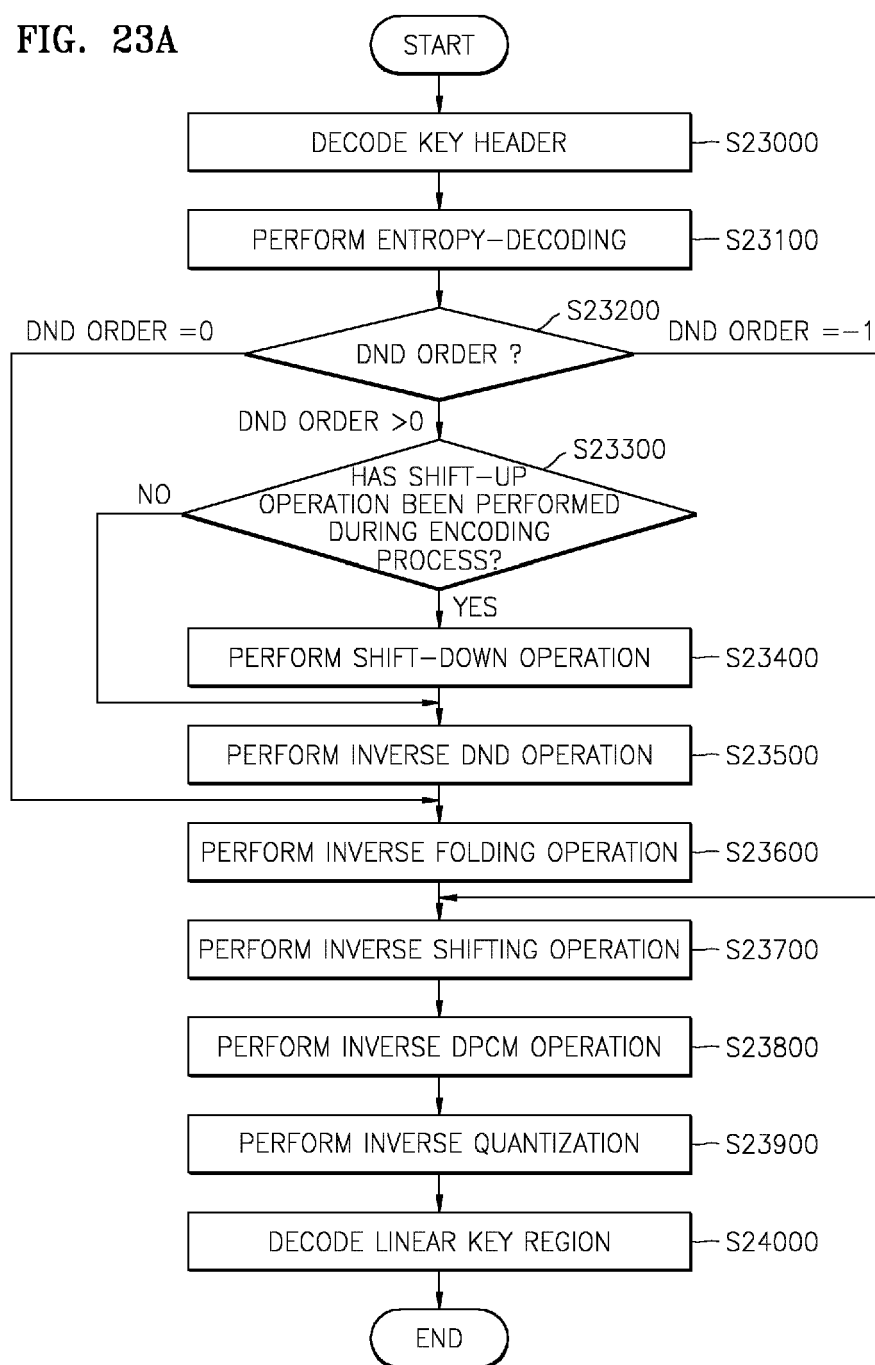 FIG. 23A
START
DECODE KEY HEADER
S23000
PERFORM ENTROPY-DECODING
S23100
S23200
DND ORDER =0
DND ORDER =-1
DND ORDER ?
DND ORDER >0
S23300
HAS SHIFT-UP
OPERATION BEEN PERFORMED
DURING ENCODING
PROCESS?
NO
YES
PERFORM SHIFT-DOWN OPERATION
S23400
PERFORM INVERSE DND OPERATION
S23500
PERFORM INVERSE FOLDING OPERATION
S23600
PERFORM INVERSE SHIFTING OPERATION
S23700
PERFORM INVERSE DPCM OPERATION
S23800
PERFORM INVERSE QUANTIZATION
S23900
DECODE LINEAR KEY REGION
S24000
END